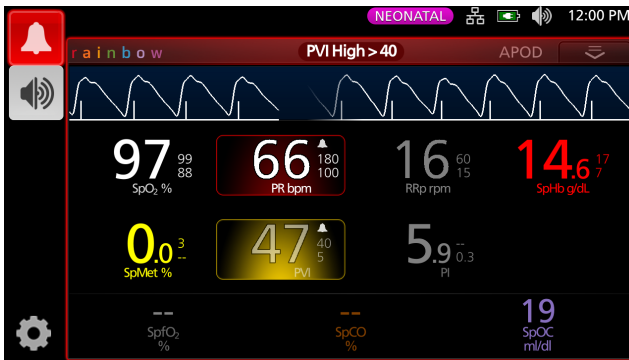 NEONATAL 12:00 PM
rainbow PVI High > 40 APOD
97 99 88 SpO₂ %
66 180 100 PR bpm
16 60 15 RRp rpm
14.6 17 7 SpHb g/dL
0.0 3 -- SpMet %
47 40 5 PVI
5.9 -- 0.3 PI
-- SpfO₂ %
-- SpCO %
19 SpOC ml/dl